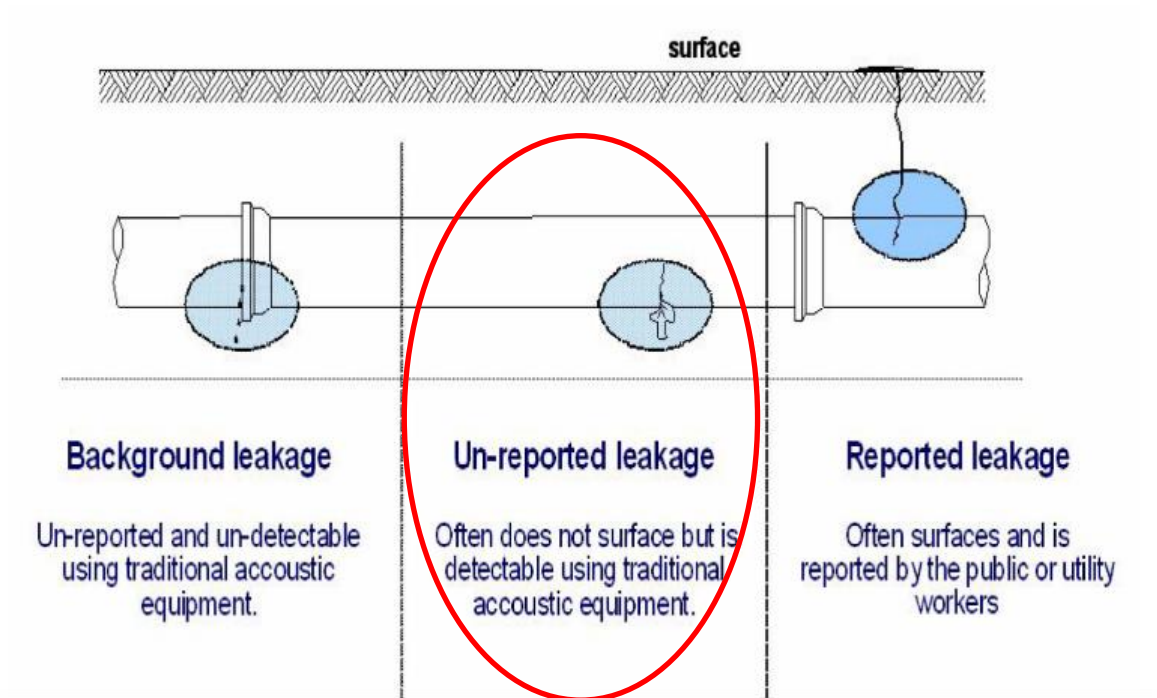 surface
Background leakage
Un-reported and un-detectable
using traditional accoustic
equipment.
Un-reported leakage
Often does not surface but is
detectable using traditional
accoustic equipment.
Reported leakage
Often surfaces and is
reported by the public or utility
workers